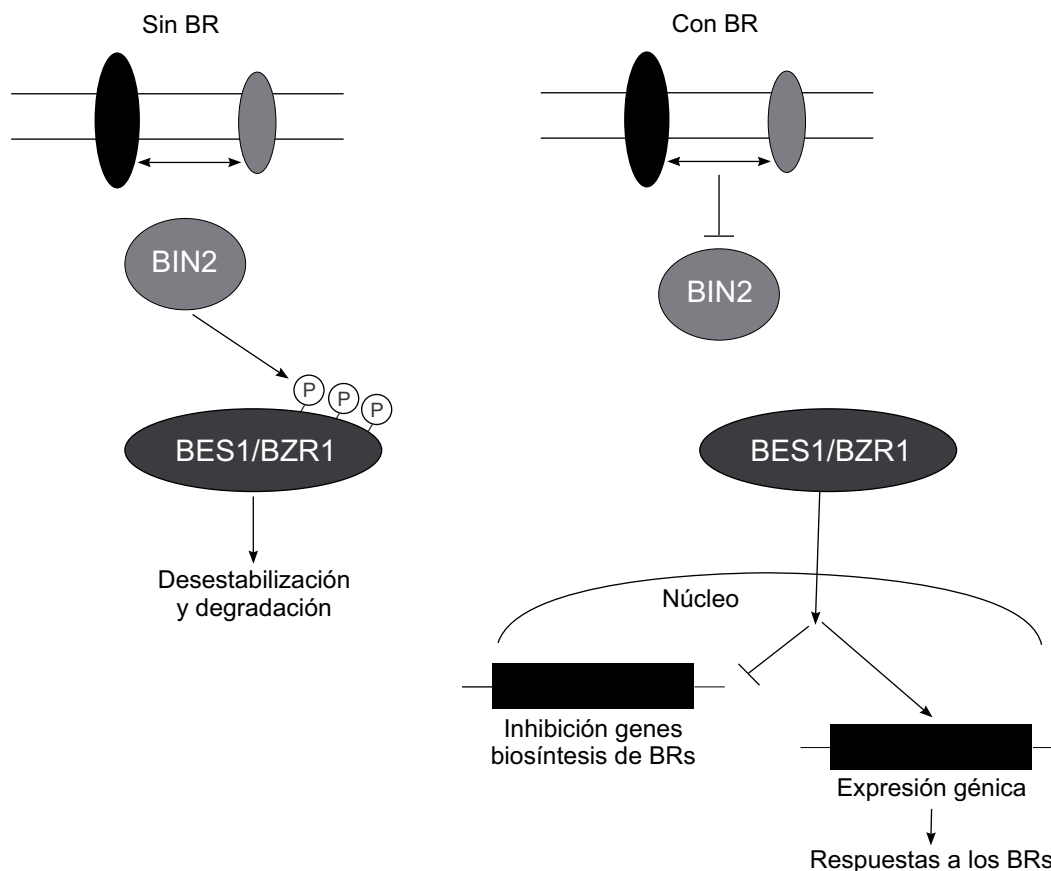 Sin BR
BIN2
P
P
P
BES1/BZR1
Desestabilización
y degradación
Con BR
BIN2
BES1/BZR1
Núcleo
Inhibición genes
biosíntesis de BRs
Expresión génica
Respuestas a los BRs